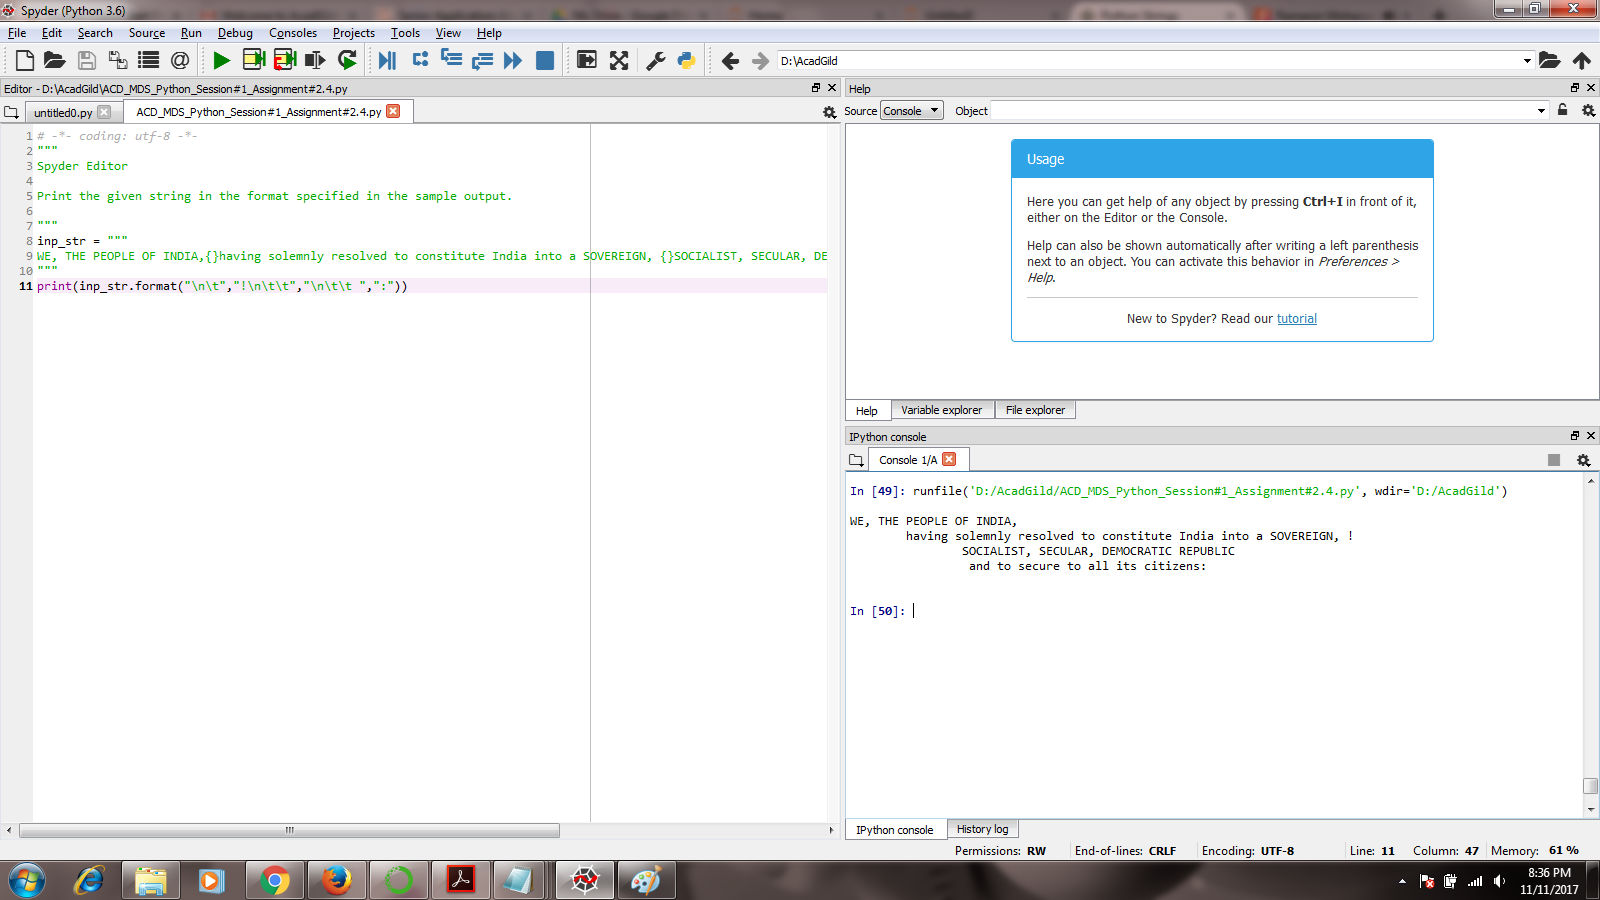 Spyder (Python 3.6)
File Edit Search Source Run Debug Consoles Projects Tools View Help
D:\AcadGild
Editor - D:\AcadGild\ACD_MDS_Python_Session#1_Assignment#2.4.py
untitled0.py ACD_MDS_Python_Session#1_Assignment#2.4.py
1 # -*- coding: utf-8 -*-
2 """
3 Spyder Editor
4
5 Print the given string in the format specified in the sample output.
6
7 """
8 inp_str = """
9 WE, THE PEOPLE OF INDIA,{}having solemnly resolved to constitute India into a SOVEREIGN, {}SOCIALIST, SECULAR, DE
10 """
11 print(inp_str.format("\n\t","!\n\t\t","\n\t\t ",":"))
Help
Source Console Object
Usage
Here you can get help of any object by pressing Ctrl+I in front of it,
either on the Editor or the Console.
Help can also be shown automatically after writing a left parenthesis
next to an object. You can activate this behavior in Preferences >
Help.
New to Spyder? Read our tutorial
Help Variable explorer File explorer
IPython console
Console 1/A
In [49]: runfile('D:/AcadGild/ACD_MDS_Python_Session#1_Assignment#2.4.py', wdir='D:/AcadGild')
WE, THE PEOPLE OF INDIA,
having solemnly resolved to constitute India into a SOVEREIGN, !
SOCIALIST, SECULAR, DEMOCRATIC REPUBLIC
and to secure to all its citizens:
In [50]:
IPython console History log
Permissions: RW End-of-lines: CRLF Encoding: UTF-8 Line: 11 Column: 47 Memory: 61 %
8:36 PM
11/11/2017